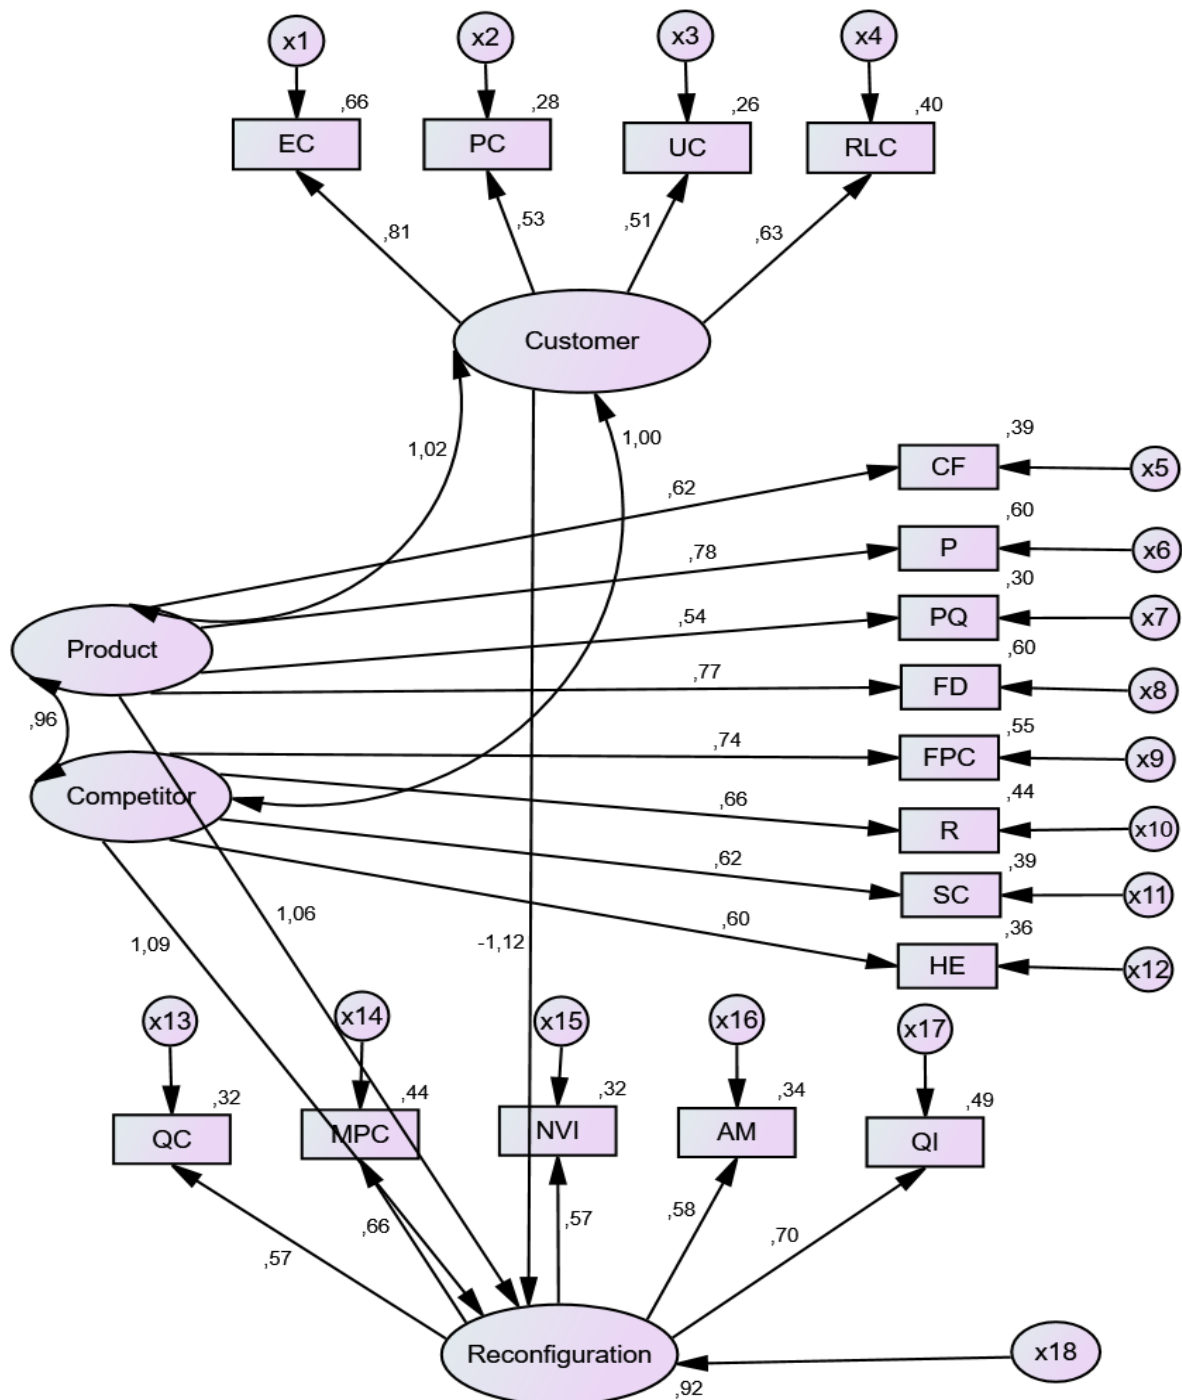 x1
x2
x3
x4
,66
,28
,26
,40
EC
PC
UC
RLC
,81
,53
,51
,63
Customer
1,02
1,00
,39
CF
x5
,62
,60
P
x6
,78
,30
PQ
x7
,54
,60
FD
x8
,77
Product
,96
,55
FPC
x9
,74
Competitor
,44
R
x10
,66
,39
SC
x11
,62
,36
HE
x12
,60
1,09
1,06
-1,12
x13
x14
x15
x16
x17
,32
,44
,32
,34
,49
QC
MPC
NVI
AM
QI
,57
,66
,57
,58
,70
Reconfiguration
x18
,92